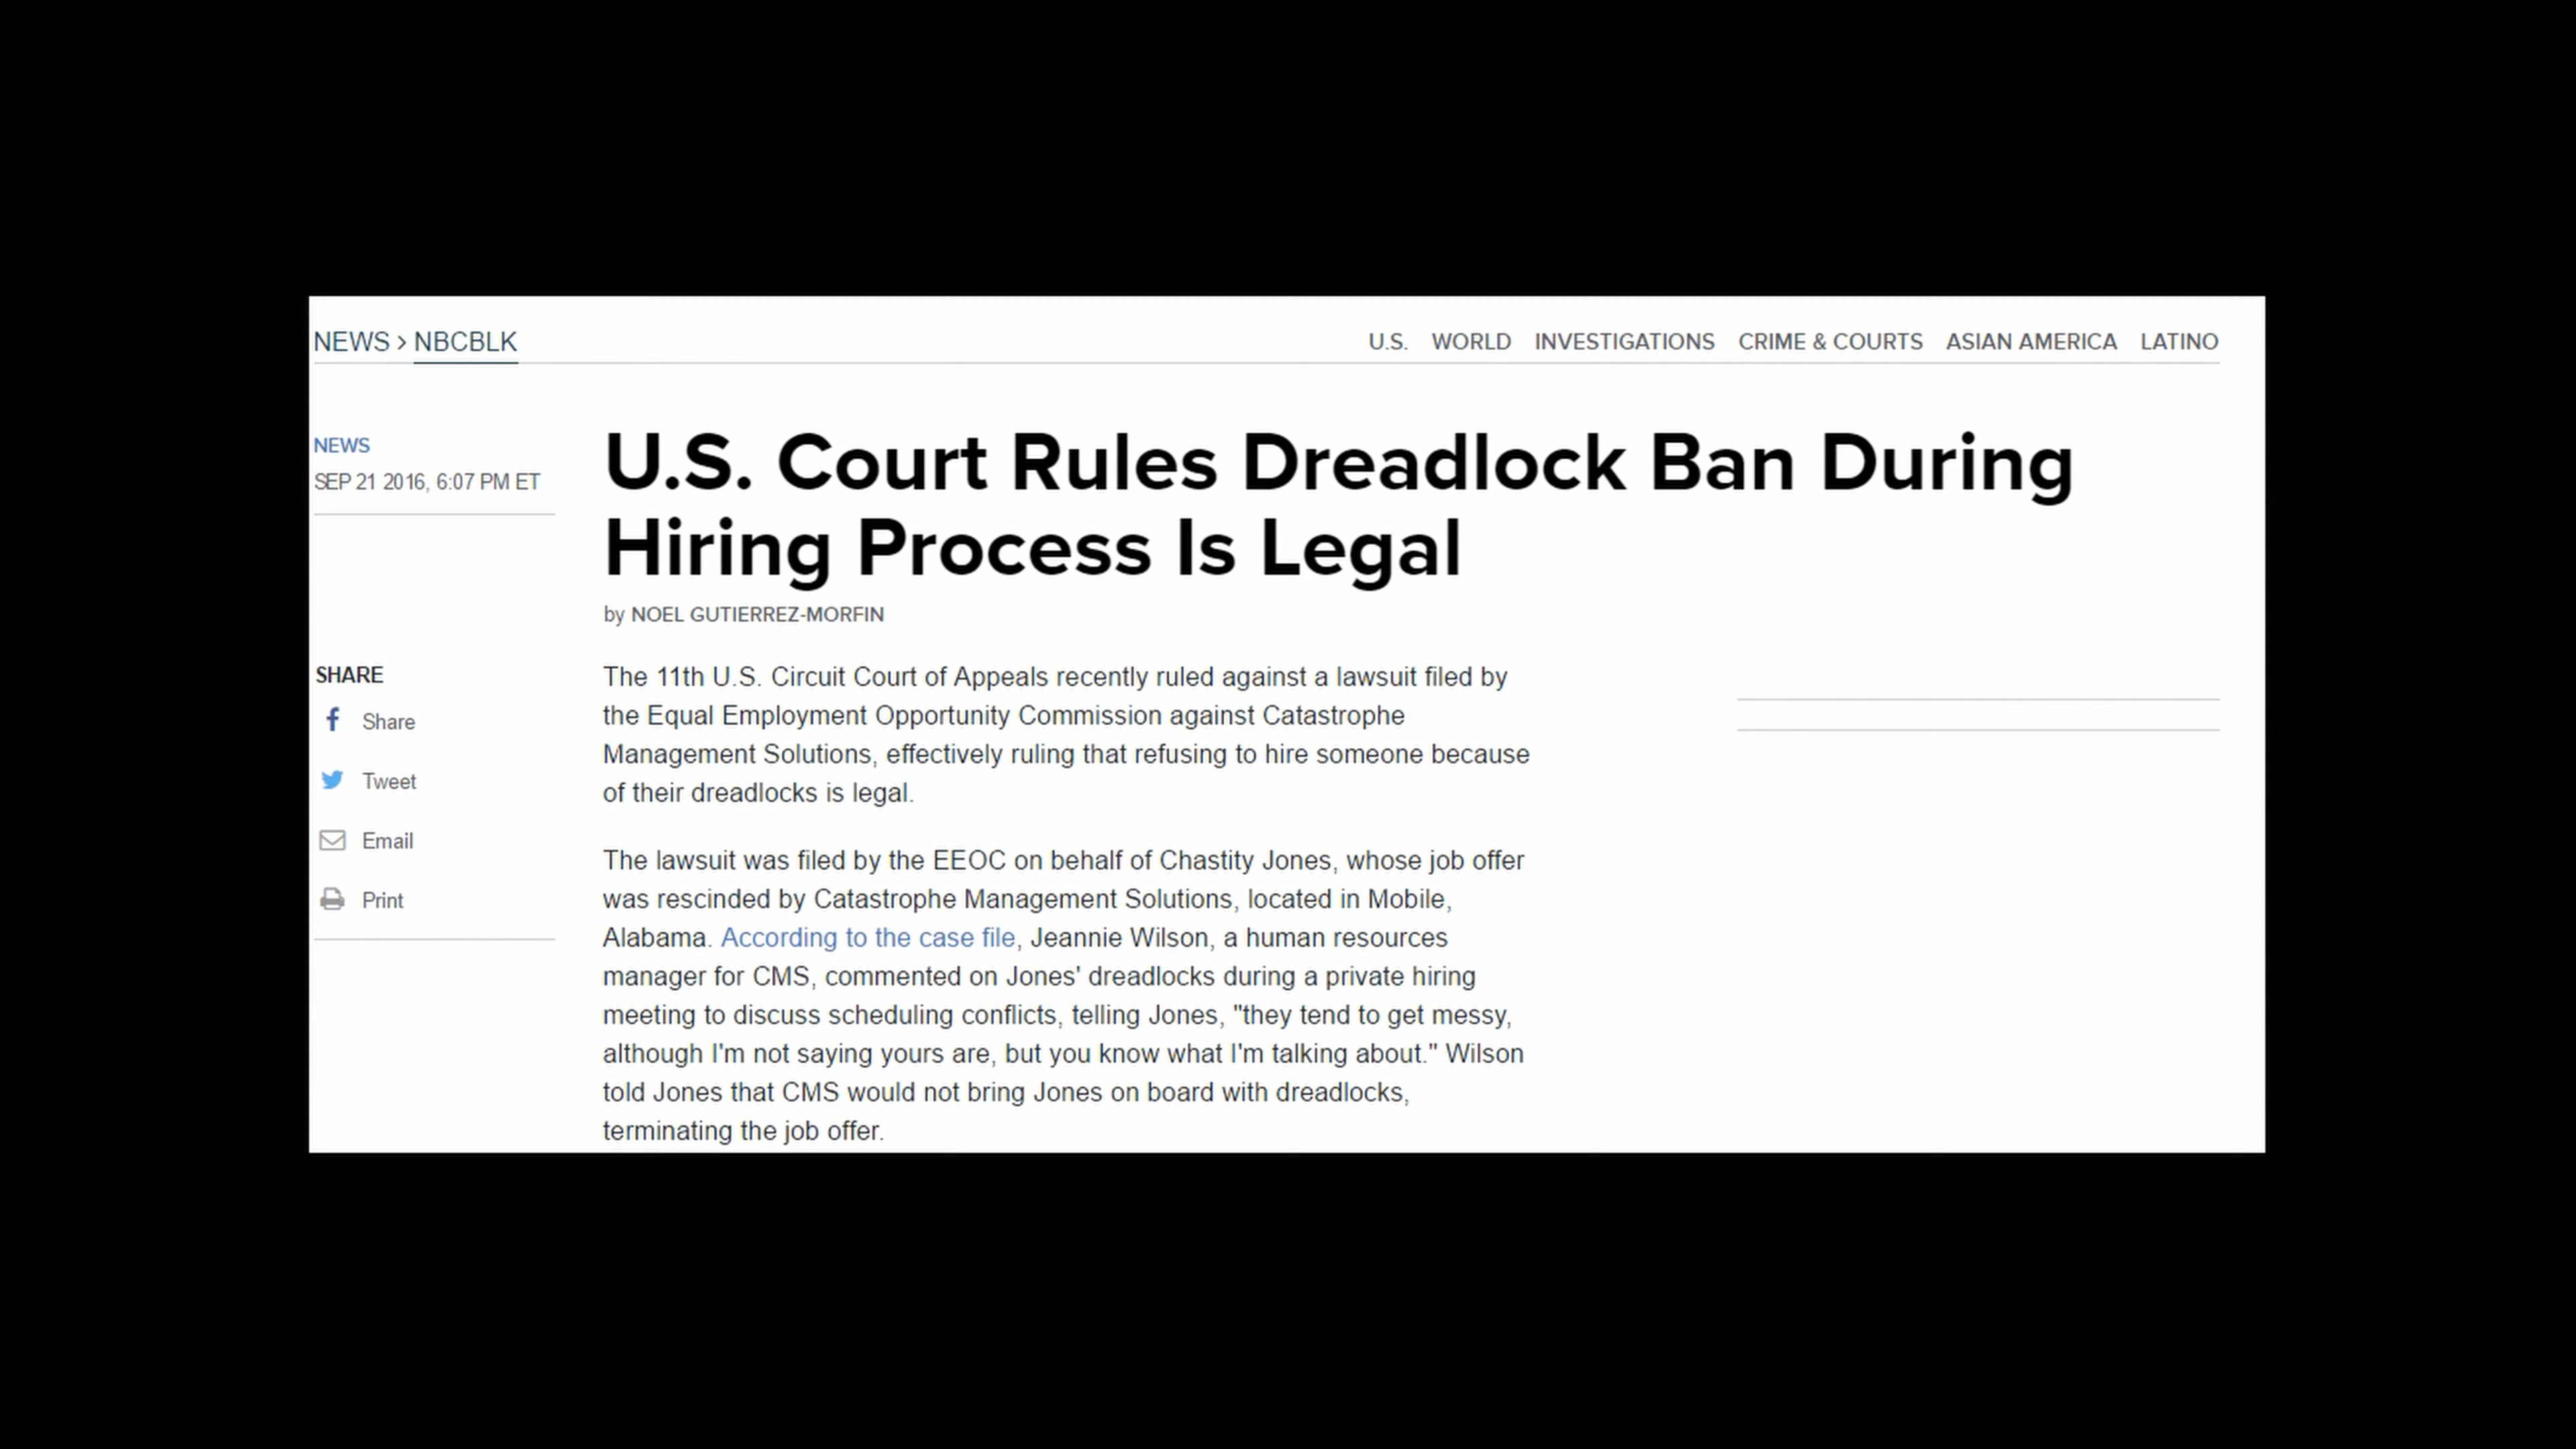 NEWS > NBCBLK
U.S. WORLD INVESTIGATIONS CRIME & COURTS ASIAN AMERICA LATINO
NEWS
SEP 21 2016, 6:07 PM ET
U.S. Court Rules Dreadlock Ban During
Hiring Process Is Legal
by NOEL GUTIERREZ-MORFIN
SHARE
Share
Tweet
Email
Print
The 11th U.S. Circuit Court of Appeals recently ruled against a lawsuit filed by
the Equal Employment Opportunity Commission against Catastrophe
Management Solutions, effectively ruling that refusing to hire someone because
of their dreadlocks is legal.
The lawsuit was filed by the EEOC on behalf of Chastity Jones, whose job offer
was rescinded by Catastrophe Management Solutions, located in Mobile,
Alabama. According to the case file, Jeannie Wilson, a human resources
manager for CMS, commented on Jones' dreadlocks during a private hiring
meeting to discuss scheduling conflicts, telling Jones, "they tend to get messy,
although I'm not saying yours are, but you know what I'm talking about." Wilson
told Jones that CMS would not bring Jones on board with dreadlocks,
terminating the job offer.